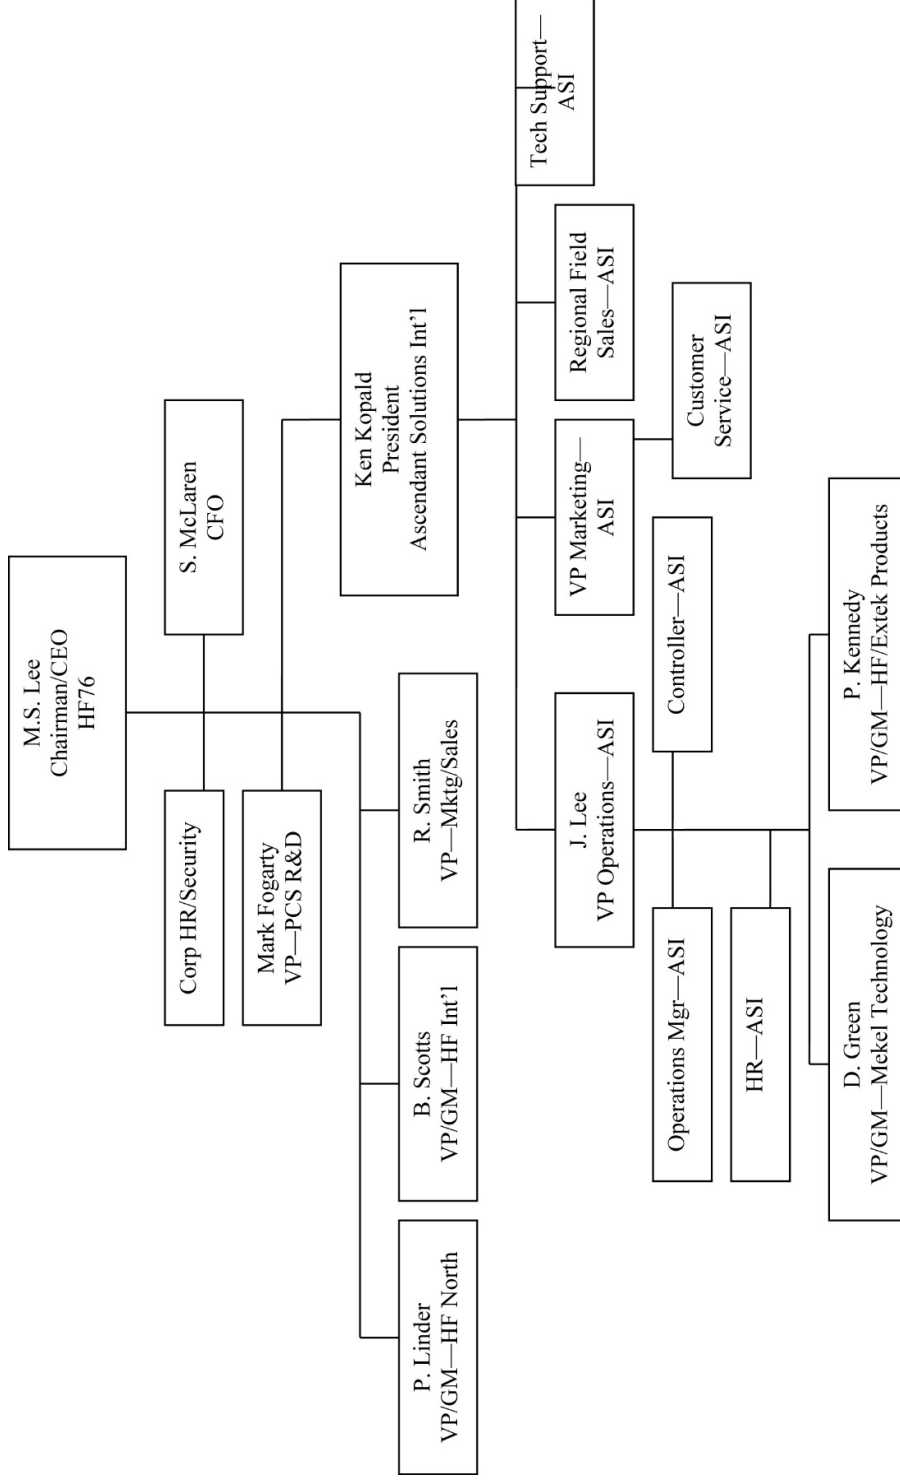 M.S. Lee
Chairman/CEO
HF76
Corp HR/Security
S. McLaren
CFO
Mark Fogarty
VP—PCS R&D
Ken Kopald
President
Ascendant Solutions Int'l
P. Linder
VP/GM—HF North
B. Scotts
VP/GM—HF Int'l
R. Smith
VP—Mktg/Sales
J. Lee
VP Operations—ASI
VP Marketing—
ASI
Regional Field
Sales—ASI
Tech Support—
ASI
Operations Mgr—ASI
Controller—ASI
Customer
Service—ASI
HR—ASI
D. Green
VP/GM—Mekel Technology
P. Kennedy
VP/GM—HF/Extek Products